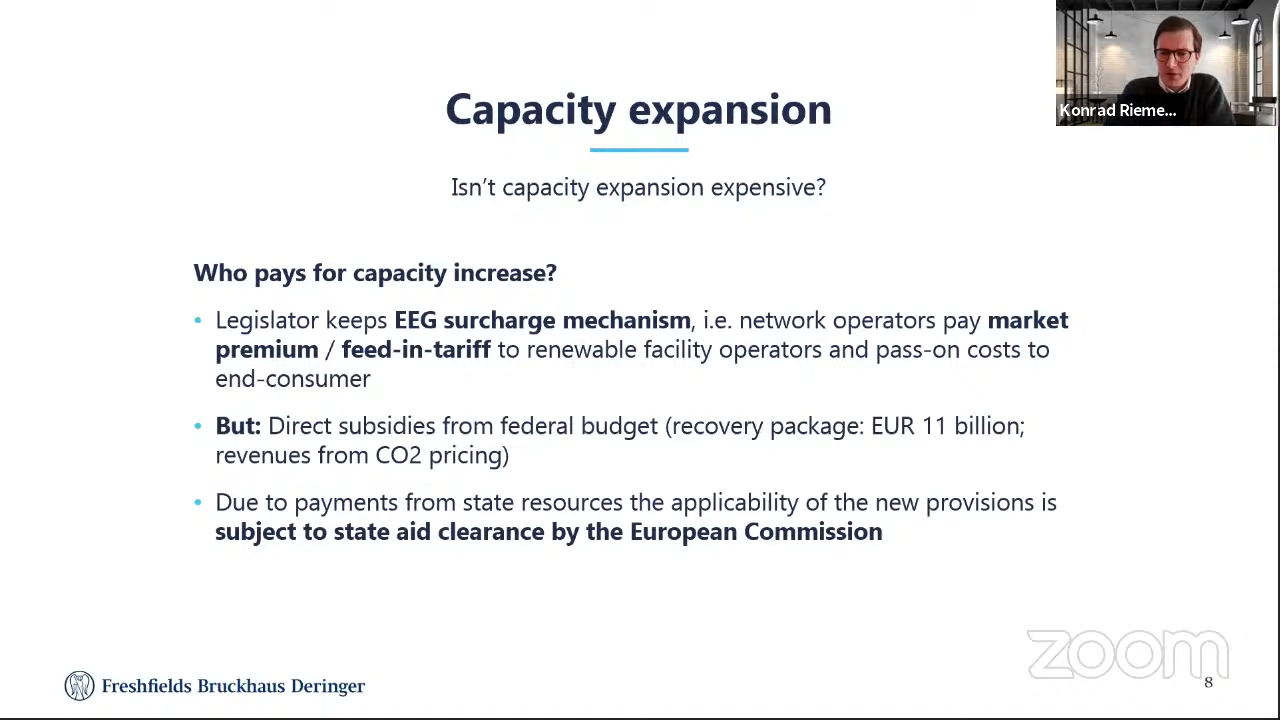 Konrad Rieme...
Capacity expansion
Isn't capacity expansion expensive?
Who pays for capacity increase?
• Legislator keeps EEG surcharge mechanism, i.e. network operators pay market
premium / feed-in-tariff to renewable facility operators and pass-on costs to
end-consumer
• But: Direct subsidies from federal budget (recovery package: EUR 11 billion;
revenues from CO2 pricing)
• Due to payments from state resources the applicability of the new provisions is
subject to state aid clearance by the European Commission
zoom
Freshfields Bruckhaus Deringer
8